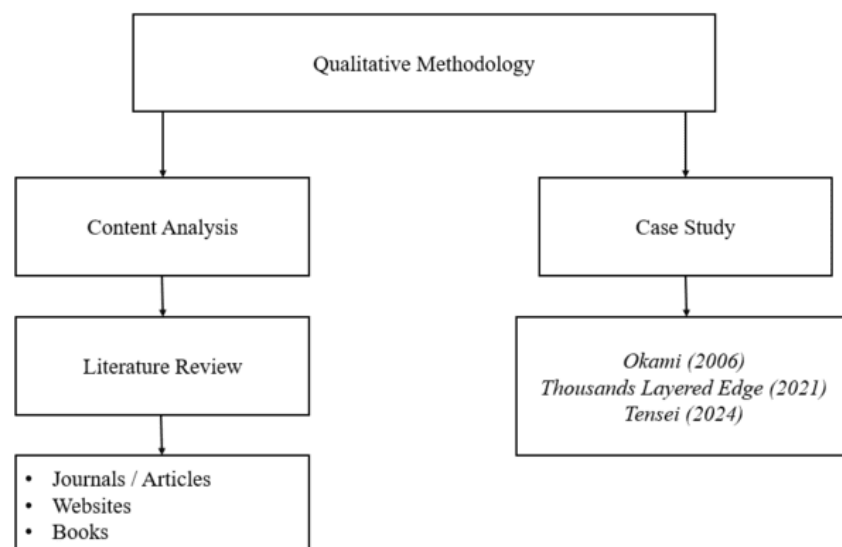 Qualitative Methodology
Content Analysis
Case Study
Literature Review
Okami (2006)
Thousands Layered Edge (2021)
Tensei (2024)
• Journals / Articles
• Websites
• Books